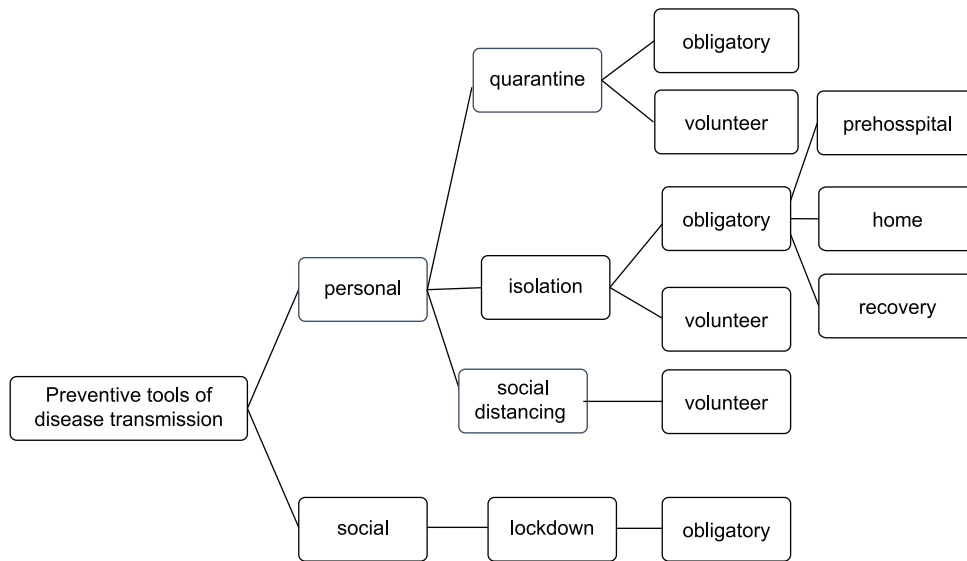 obligatory
quarantine
volunteer
prehosspital
obligatory
home
personal
isolation
recovery
volunteer
Preventive tools of
disease transmission
social
distancing
volunteer
social
lockdown
obligatory